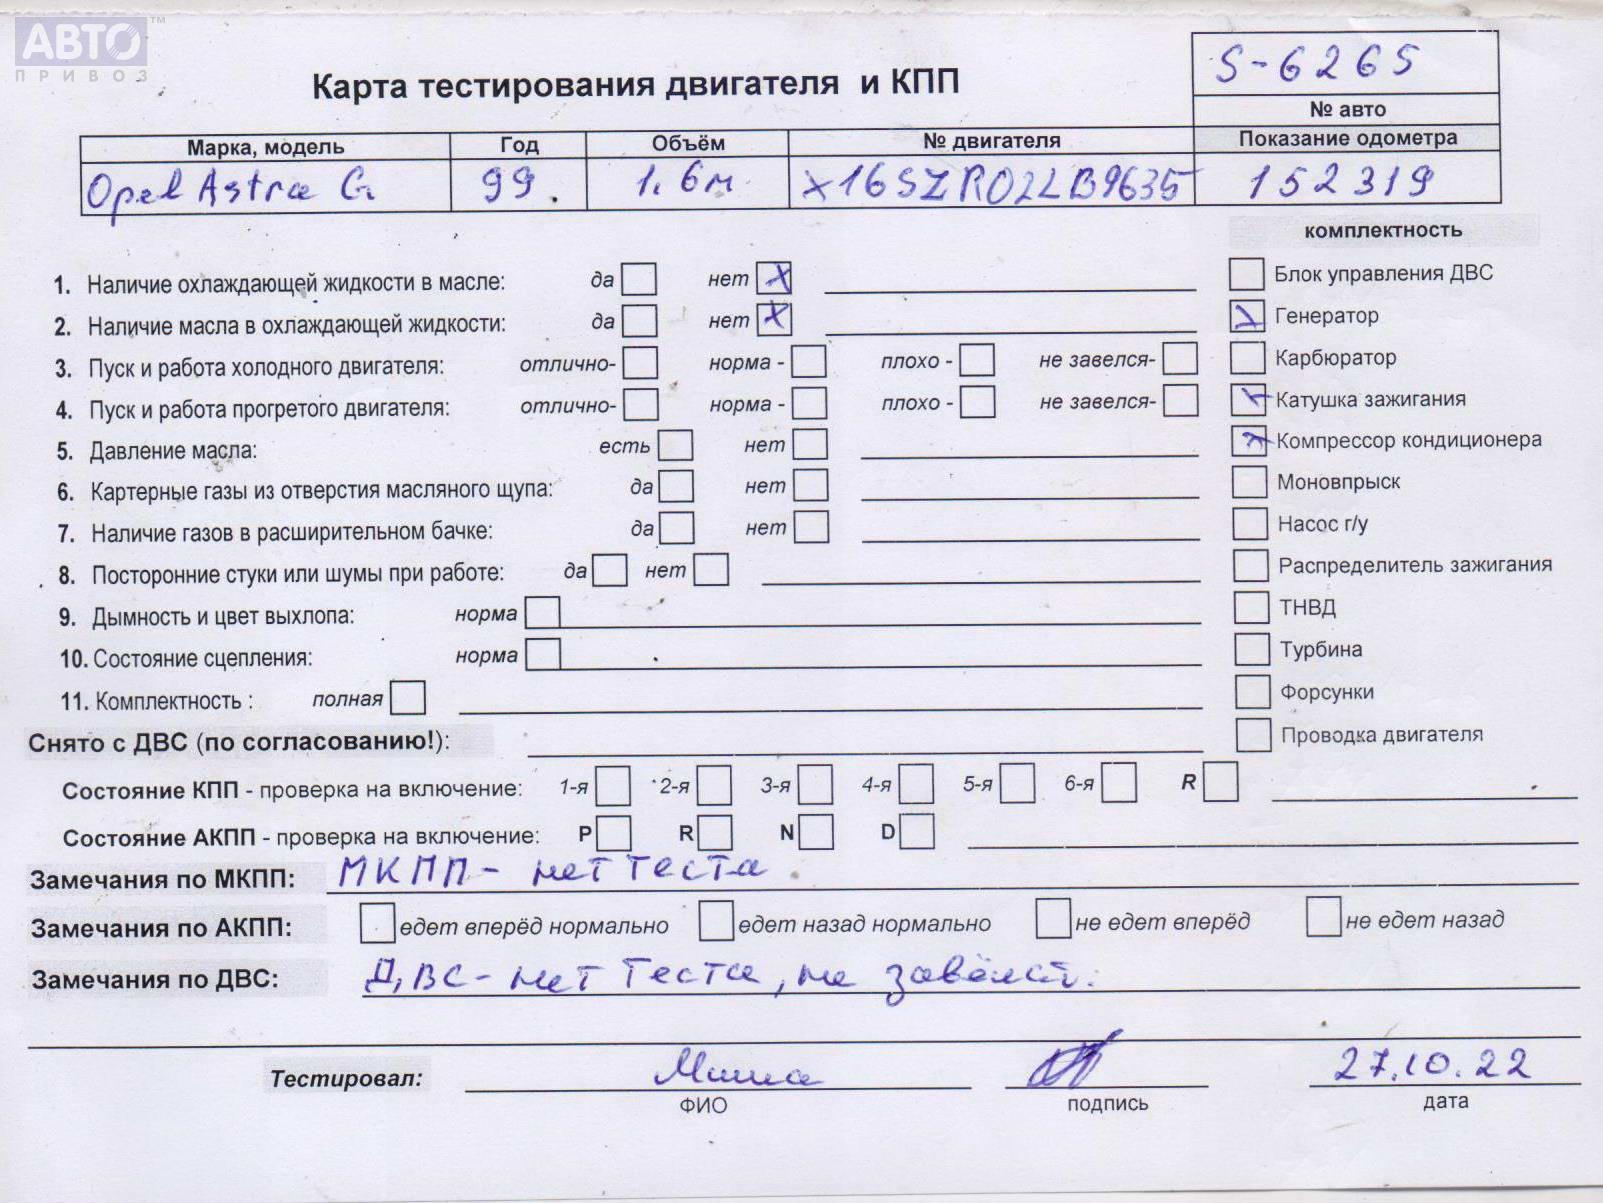 АВТО™
ПРИВОЗ
S-6265
Карта тестирования двигателя и КПП
№ авто
Марка, модель Год Объём № двигателя Показание одометра
Opel Astra G 99. 1.6м X16SZR02LB9635 152319
комплектность
1. Наличие охлаждающей жидкости в масле: да нет x Блок управления ДВС
2. Наличие масла в охлаждающей жидкости: да нет x Генератор
3. Пуск и работа холодного двигателя: отлично- норма - плохо - не завелся- Карбюратор
4. Пуск и работа прогретого двигателя: отлично- норма - плохо - не завелся- Катушка зажигания
5. Давление масла: есть нет Компрессор кондиционера
6. Картерные газы из отверстия масляного щупа: да нет Моновпрыск
7. Наличие газов в расширительном бачке: да нет Насос г/у
8. Посторонние стуки или шумы при работе: да нет Распределитель зажигания
9. Дымность и цвет выхлопа: норма ТНВД
10. Состояние сцепления: норма Турбина
11. Комплектность : полная Форсунки
Снято с ДВС (по согласованию!): Проводка двигателя
Состояние КПП - проверка на включение: 1-я 2-я 3-я 4-я 5-я 6-я R
Состояние АКПП - проверка на включение: P R N D
Замечания по МКПП: МКПП - нет теста
Замечания по АКПП: едет вперёд нормально едет назад нормально не едет вперёд не едет назад
Замечания по ДВС: ДВС - нет теста, не завёлся.
Тестировал: Миша 27.10.22
ФИО подпись дата